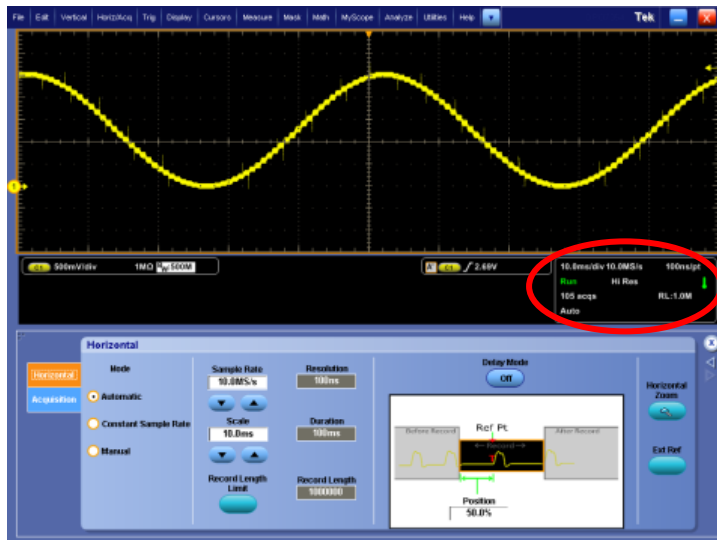 File Edit Vertical Horiz/Acq Trig Display Cursors Measure Mask Math MyScope Analyze Utilities Help Tek X
1
C1 500mV/div 1MΩ BW:500M
A C1 2.69V
10.0ms/div 10.0MS/s 100ns/pt
Run Hi Res
105 acqs RL:1.0M
Auto
Horizontal
Horizontal
Acquisition
Mode
Automatic
Constant Sample Rate
Manual
Sample Rate
10.0MS/s
Scale
10.0ms
Record Length
Limit
Resolution
100ns
Duration
100ms
Record Length
1000000
Delay Mode
Off
Before Record
Ref Pt
Record
After Record
Position
50.0%
Horizontal
Zoom
Ext Ref